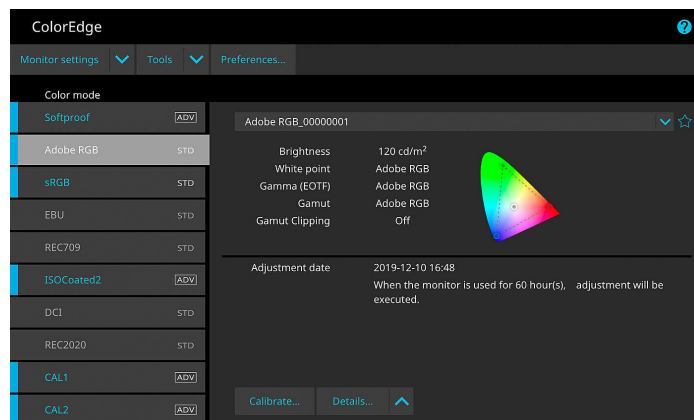 ColorEdge
?
Monitor settings Tools Preferences...
Color mode
Softproof ADV
Adobe RGB STD
sRGB STD
EBU STD
REC709 STD
ISOCoated2 ADV
DCI STD
REC2020 STD
CAL1 ADV
CAL2 ADV
Adobe RGB_00000001
Brightness 120 cd/m²
White point Adobe RGB
Gamma (EOTF) Adobe RGB
Gamut Adobe RGB
Gamut Clipping Off
Adjustment date 2019-12-10 16:48
When the monitor is used for 60 hour(s), adjustment will be
executed.
Calibrate... Details...